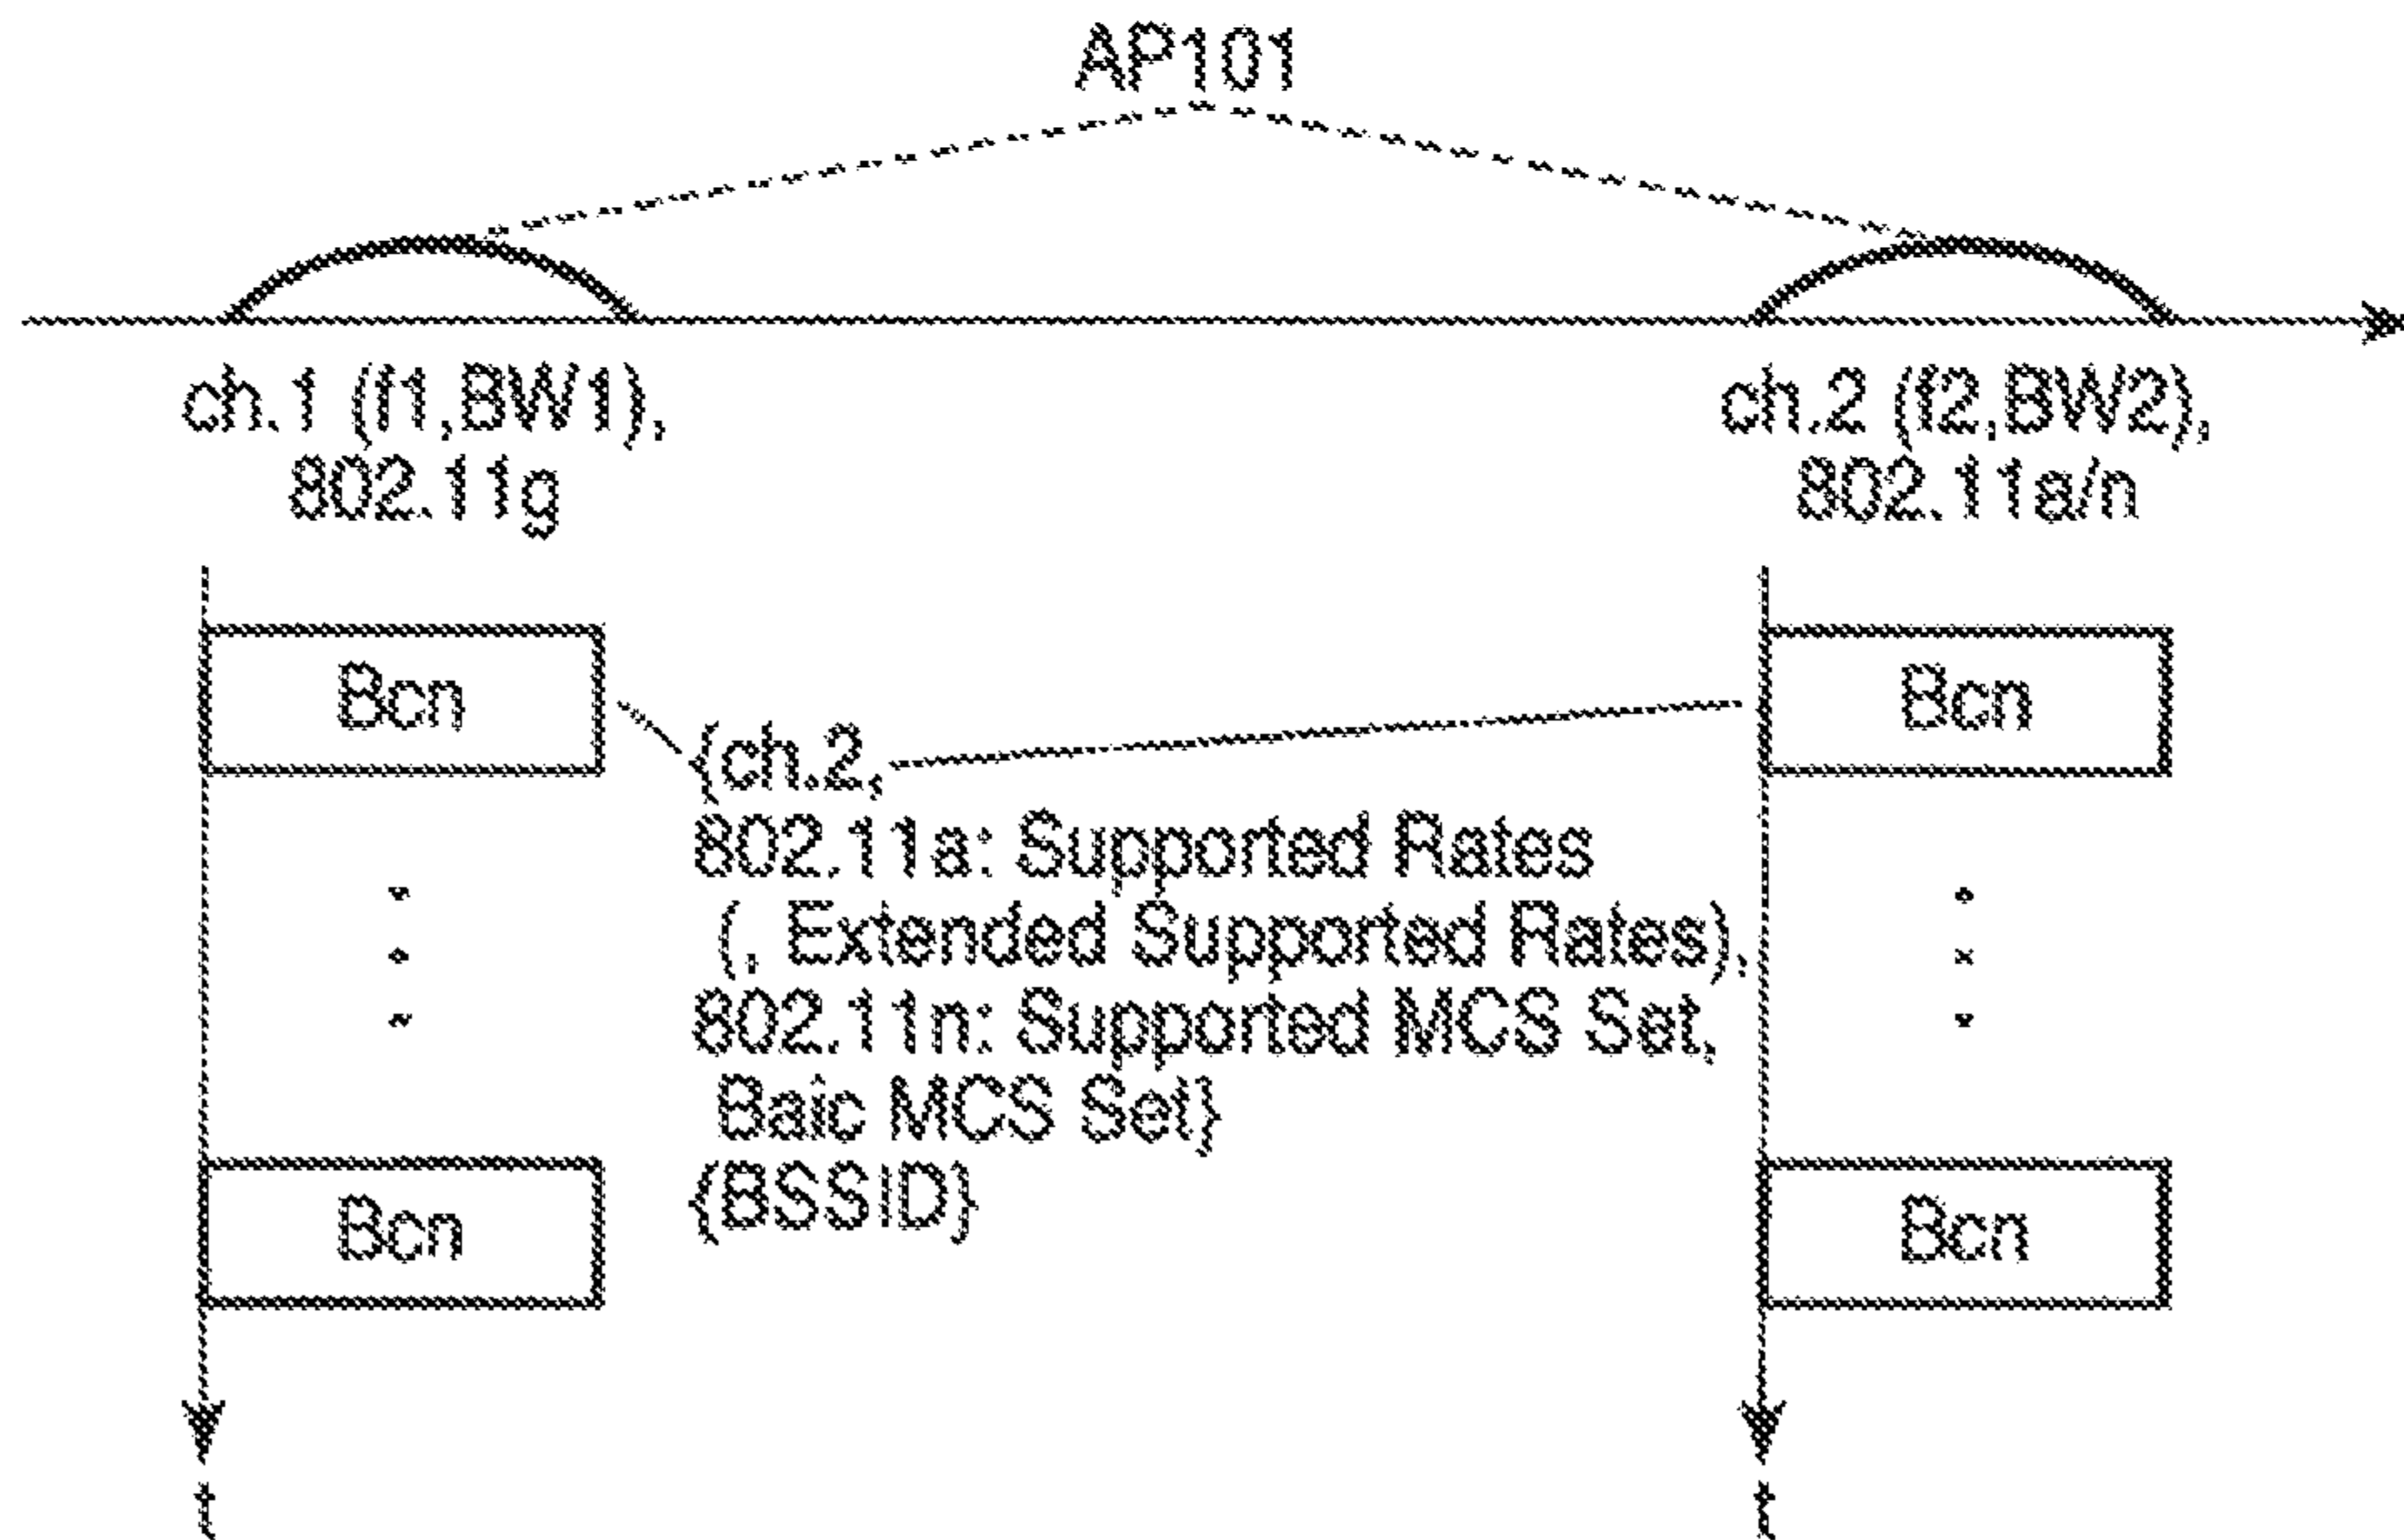 AP101
ch.1 (f1,BW1),
802.11g
ch.2 (f2,BW2),
802.11a/n
Bcn
Bcn
{ch.2,
802.11a: Supported Rates
(, Extended Supported Rates),
802.11n: Supported MCS Set,
Baic MCS Set}
{BSSID}
Bcn
Bcn
t
t